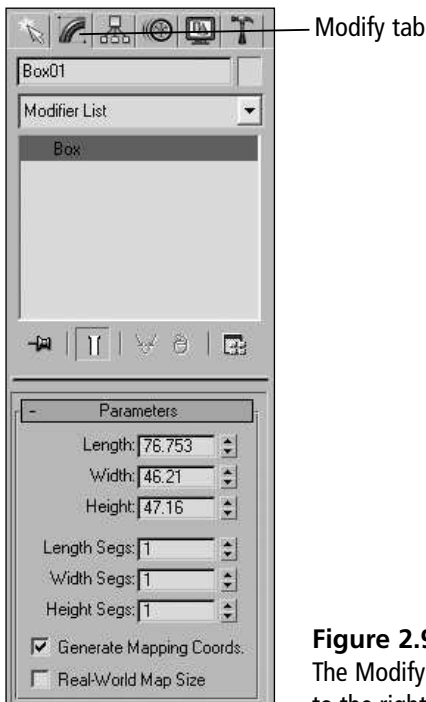 Modify tab
Box01
Modifier List
Box
- Parameters
Length: 76.753
Width: 46.21
Height: 47.16
Length Segs: 1
Width Segs: 1
Height Segs: 1
Generate Mapping Coords.
Real-World Map Size
Figure 2.9
The Modify
to the right